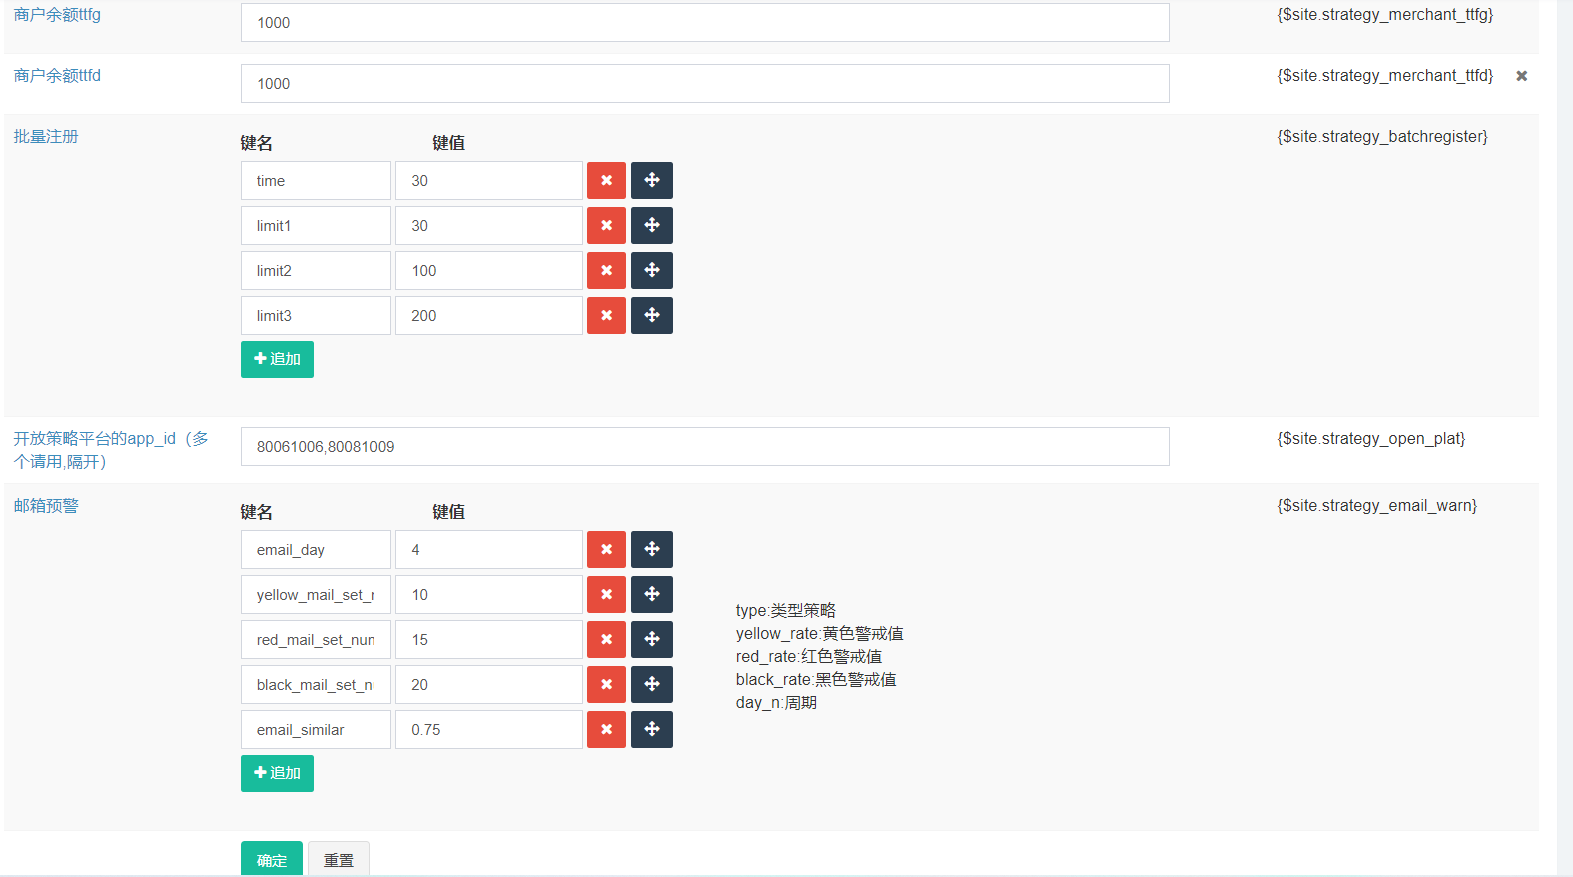 商户余额ttfg
1000
{$site.strategy_merchant_ttfg}
商户余额ttfd
1000
{$site.strategy_merchant_ttfd}
批量注册
键名 键值
{$site.strategy_batchregister}
time 30
limit1 30
limit2 100
limit3 200
追加
开放策略平台的app_id（多
个请用,隔开）
80061006,80081009
{$site.strategy_open_plat}
邮箱预警
键名 键值
{$site.strategy_email_warn}
email_day 4
yellow_mail_set_r 10
red_mail_set_nun 15
black_mail_set_n 20
email_similar 0.75
type:类型策略
yellow_rate:黄色警戒值
red_rate:红色警戒值
black_rate:黑色警戒值
day_n:周期
追加
确定 重置